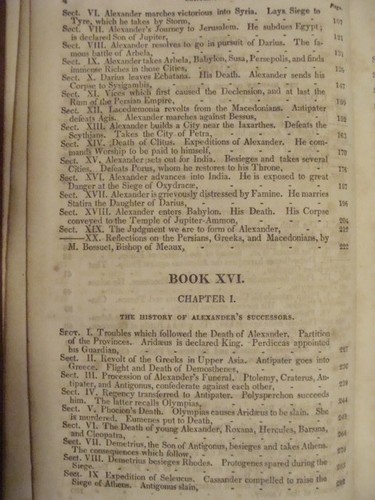 Page
Sect. VI. Alexander marches victorious into Syria. Lays Siege to
Tyre, which he takes by Storm,
Sect. VII. Alexander's Journey to Jerusalem. He subdues Egypt;
is declared Son of Jupiter,
Sect. VIII. Alexander resolves to go in pursuit of Darius. The fa-
mous battle of Arbela,
Sect. IX. Alexander takes Arbela, Babylon, Susa, Persepolis, and finds
immense Riches in those Cities,
Sect. X. Darius leaves Ecbatana. His Death. Alexander sends his
Corpse to Sysigambis,
Sect. XI. Vices which first caused the Declension, and at last the
Ruin of the Persian Empire,
Sect. XII. Lacedæmonia revolts from the Macedonians. Antipater
defeats Agis. Alexander marches against Bessus,
Sect. XIII. Alexander builds a City near the Iaxarthes. Defeats the
Scythians. Takes the City of Petra,
Sect. XIV. Death of Clitus. Expeditions of Alexander. He com-
mands Worship to be paid to himself,
Sect. XV. Alexander sets out for India. Besieges and takes several
Cities. Defeats Porus, whom he restores to his Throne,
Sect. XVI. Alexander advances into India. He is exposed to great
Danger at the Siege of Oxydracæ,
Sect. XVII. Alexander is grievously distressed by Famine. He marries
Statira the Daughter of Darius,
Sect. XVIII. Alexander enters Babylon. His Death. His Corpse
conveyed to the Temple of Jupiter-Ammon, 204
Sect. XIX. The Judgment we are to form of Alexander, 217
—— XX. Reflections on the Persians, Greeks, and Macedonians, by
M. Bossuet, Bishop of Meaux, 222
BOOK XVI.
CHAPTER I.
THE HISTORY OF ALEXANDER'S SUCCESSORS.
Sect. I. Troubles which followed the Death of Alexander. Partition
of the Provinces. Aridæus is declared King. Perdiccas appointed
his Guardian, 227
Sect. II. Revolt of the Greeks in Upper Asia. Antipater goes into
Greece. Flight and Death of Demosthenes,
Sect. III. Procession of Alexander's Funeral. Ptolemy, Craterus, An-
tipater, and Antigonus, confederate against each other,
Sect. IV. Regency transferred to Antipater. Polysperchon succeeds
him. The latter recalls Olympias, 244
Sect. V. Phocion's Death. Olympias causes Aridæus to be slain. She
is murdered. Eumenes put to Death,
Sect. VI. The Death of young Alexander, Roxana, Hercules, Barsina,
and Cleopatra,
Sect. VII. Demetrius, the Son of Antigonus, besieges and takes Athens.
The consequences which follow,
Sect. VIII. Demetrius besieges Rhodes. Protogenes spared during the
Siege.
Sect. IX. Expedition of Seleucus. Cassander compelled to raise the
Siege of Athens. Antigonus slain,